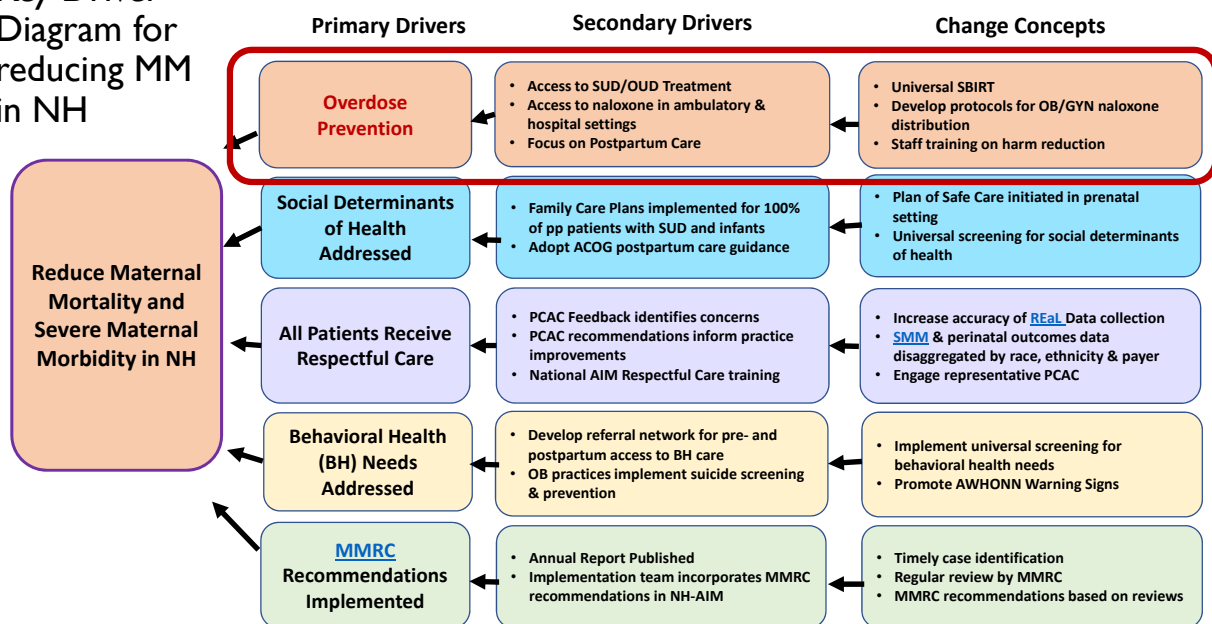 Diagram for
reducing MM
in NH
Primary Drivers
Secondary Drivers
Change Concepts
Overdose
Prevention
• Access to SUD/OUD Treatment
• Access to naloxone in ambulatory &
hospital settings
• Focus on Postpartum Care
• Universal SBIRT
• Develop protocols for OB/GYN naloxone
distribution
• Staff training on harm reduction
Reduce Maternal
Mortality and
Severe Maternal
Morbidity in NH
Social Determinants
of Health
Addressed
• Family Care Plans implemented for 100%
of pp patients with SUD and infants
• Adopt ACOG postpartum care guidance
• Plan of Safe Care initiated in prenatal
setting
• Universal screening for social determinants
of health
All Patients Receive
Respectful Care
• PCAC Feedback identifies concerns
• PCAC recommendations inform practice
improvements
• National AIM Respectful Care training
• Increase accuracy of REaL Data collection
• SMM & perinatal outcomes data
disaggregated by race, ethnicity & payer
• Engage representative PCAC
Behavioral Health
(BH) Needs
Addressed
• Develop referral network for pre- and
postpartum access to BH care
• OB practices implement suicide screening
& prevention
• Implement universal screening for
behavioral health needs
• Promote AWHONN Warning Signs
MMRC
Recommendations
Implemented
• Annual Report Published
• Implementation team incorporates MMRC
recommendations in NH-AIM
• Timely case identification
• Regular review by MMRC
• MMRC recommendations based on reviews